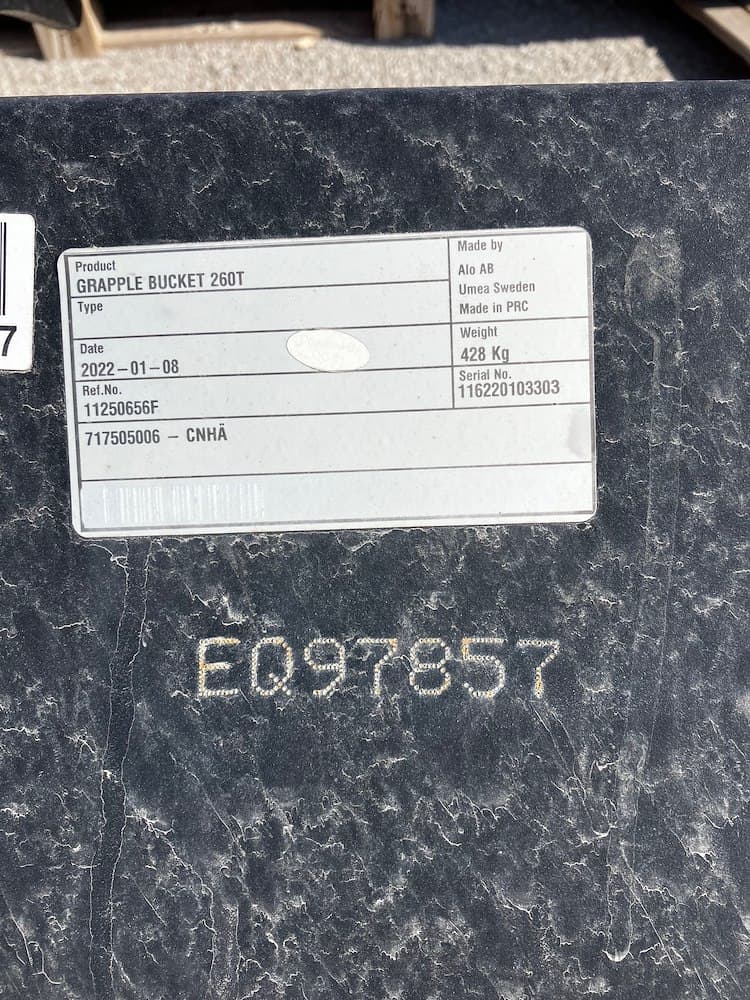 Product
GRAPPLE BUCKET 260T
Type
Date
2022-01-08
Ref.No.
11250656F
717505006 - CNHÄ
Made by
Alo AB
Umea Sweden
Made in PRC
Weight
428 Kg
Serial No.
116220103303
7
EQ97857